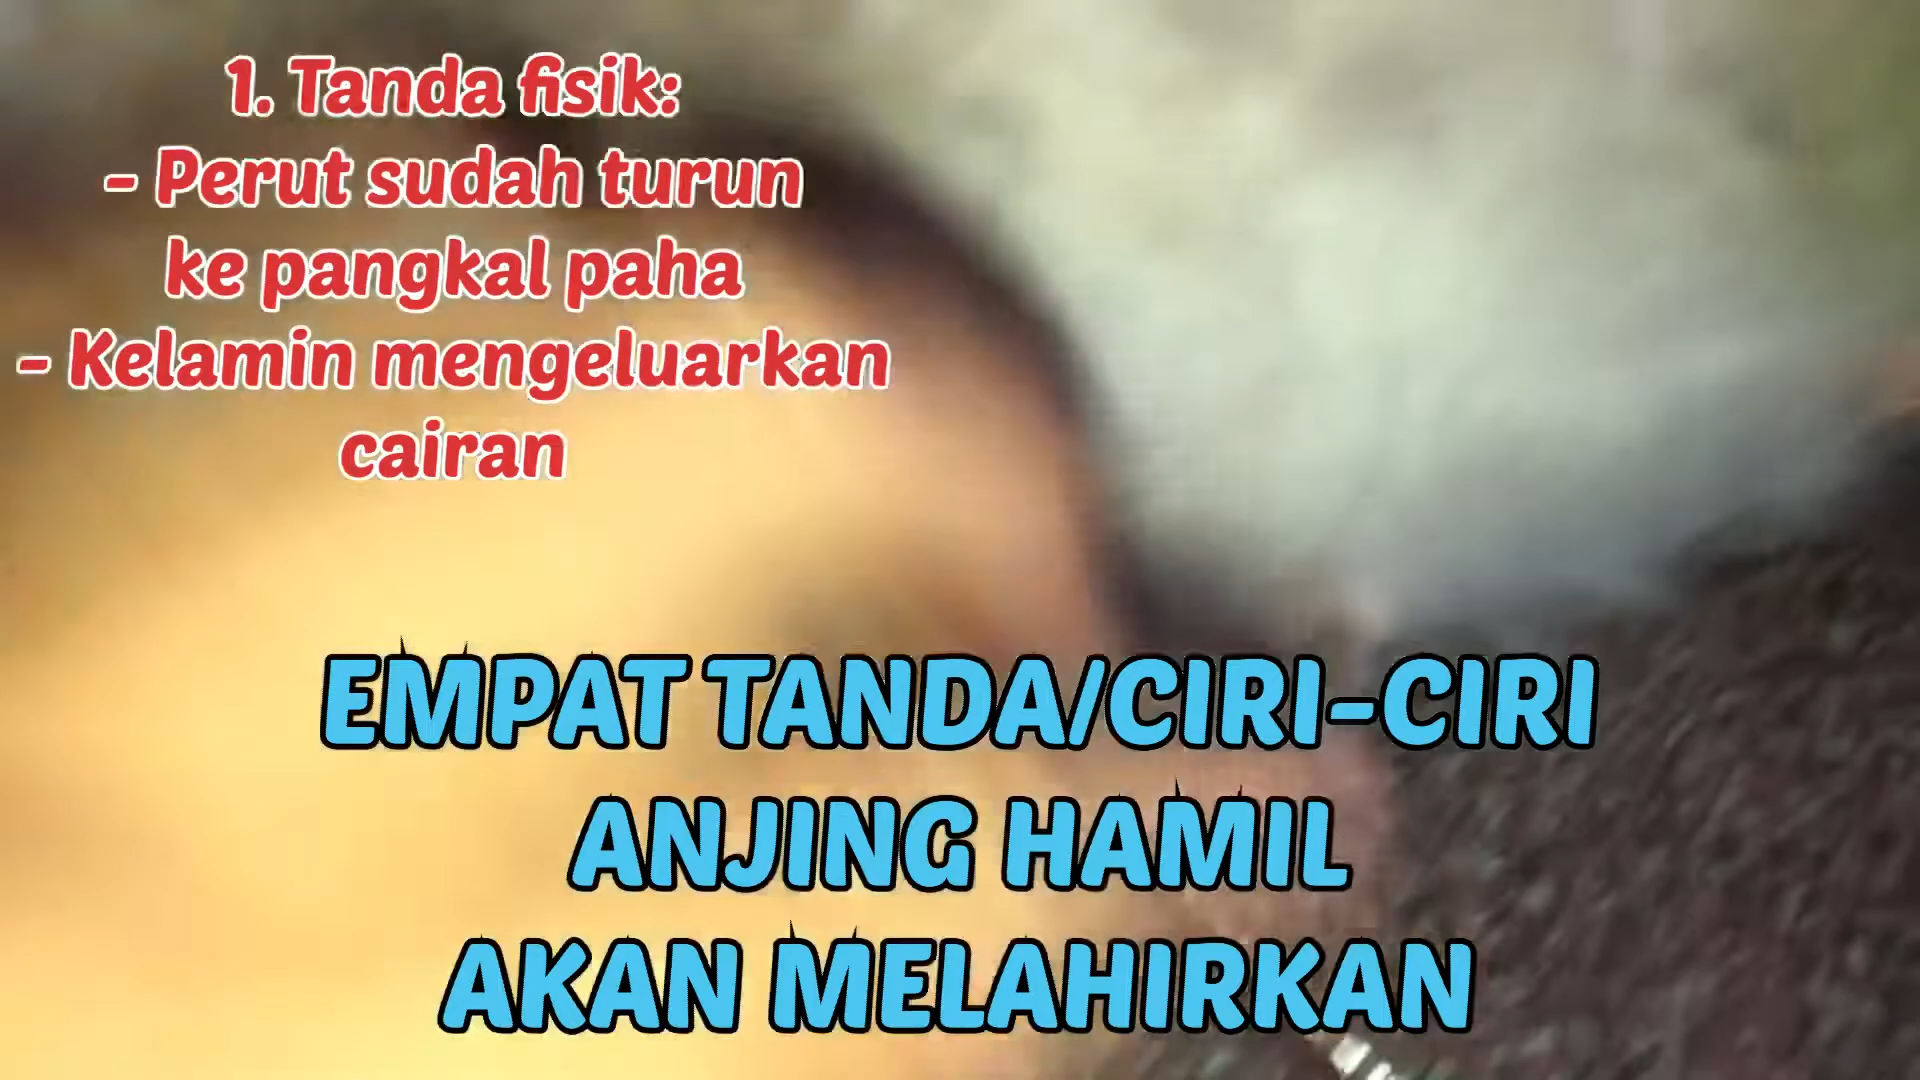 1. Tanda fisik:
- Perut sudah turun
ke pangkal paha
- Kelamin mengeluarkan
cairan
EMPAT TANDA/CIRI-CIRI
ANJING HAMIL
AKAN MELAHIRKAN